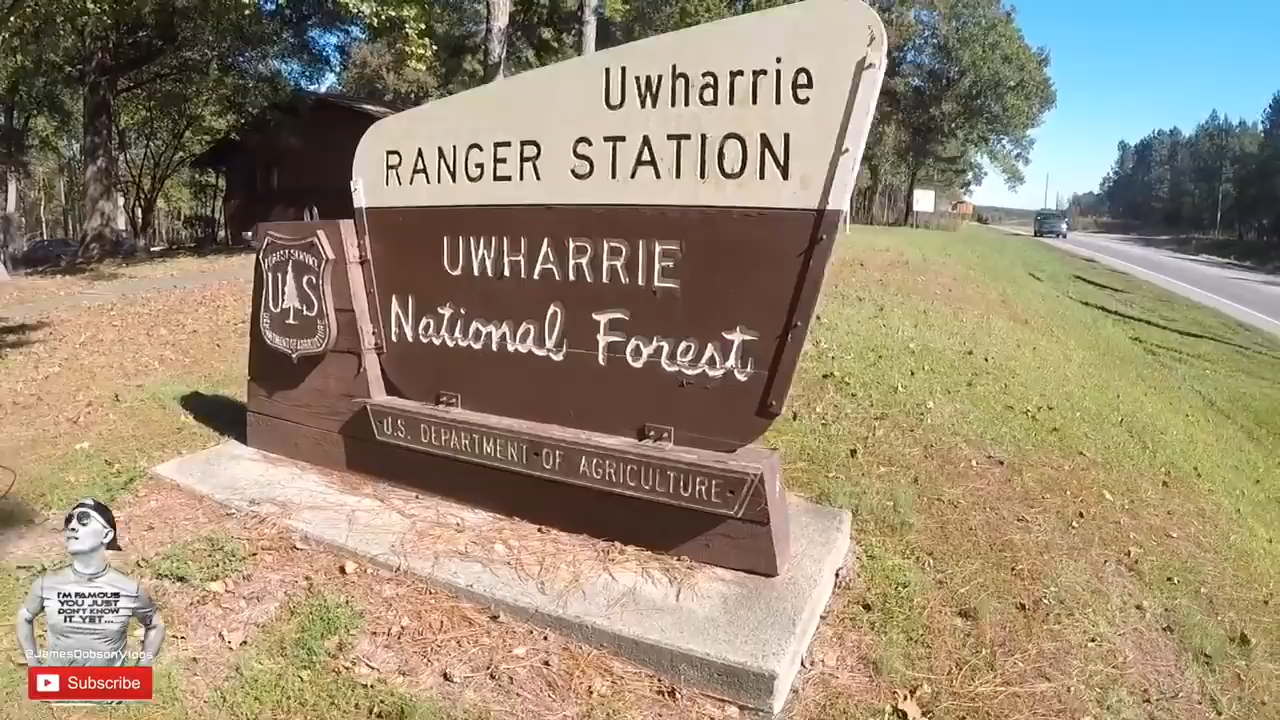 Uwharrie
RANGER STATION
UWHARRIE
National Forest
FOREST SERVICE
U S
DEPARTMENT OF AGRICULTURE
U.S. DEPARTMENT OF AGRICULTURE
I'M FAMOUS
YOU JUST
DON'T KNOW
IT YET...
@JamesDobsonVlogs
Subscribe